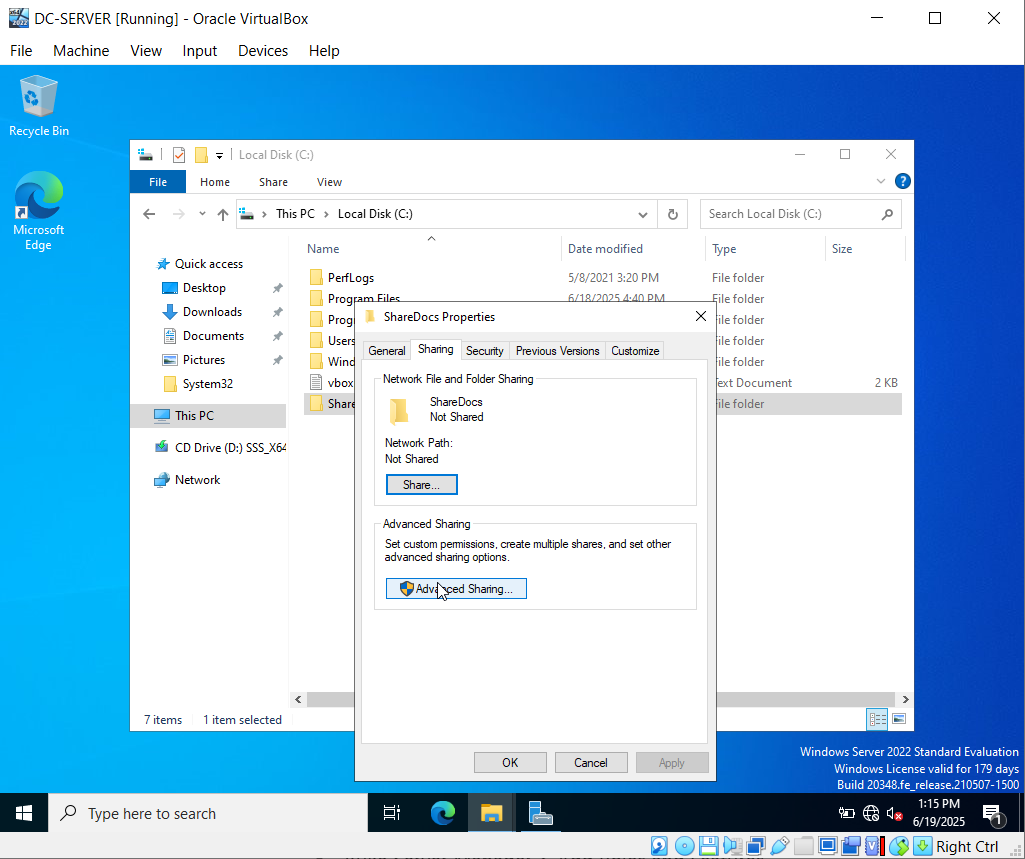 DC-SERVER [Running] - Oracle VirtualBox
File Machine View Input Devices Help
Recycle Bin
Microsoft
Edge
Local Disk (C:)
File Home Share View
This PC Local Disk (C:)
Search Local Disk (C:)
Name Date modified Type Size
Quick access
Desktop
Downloads
Documents
Pictures
System32
This PC
CD Drive (D:) SSS_X64
Network
PerfLogs 5/8/2021 3:20 PM File folder
Program Files 6/18/2025 4:40 PM File folder
Progr File folder
Users File folder
Wind File folder
vbox Text Document 2 KB
Share File folder
ShareDocs Properties
General Sharing Security Previous Versions Customize
Network File and Folder Sharing
ShareDocs
Not Shared
Network Path:
Not Shared
Share...
Advanced Sharing
Set custom permissions, create multiple shares, and set other
advanced sharing options.
Advanced Sharing...
OK Cancel Apply
7 items 1 item selected
Windows Server 2022 Standard Evaluation
Windows License valid for 179 days
Build 20348.fe_release.210507-1500
Type here to search
1:15 PM
6/19/2025
1
Right Ctrl